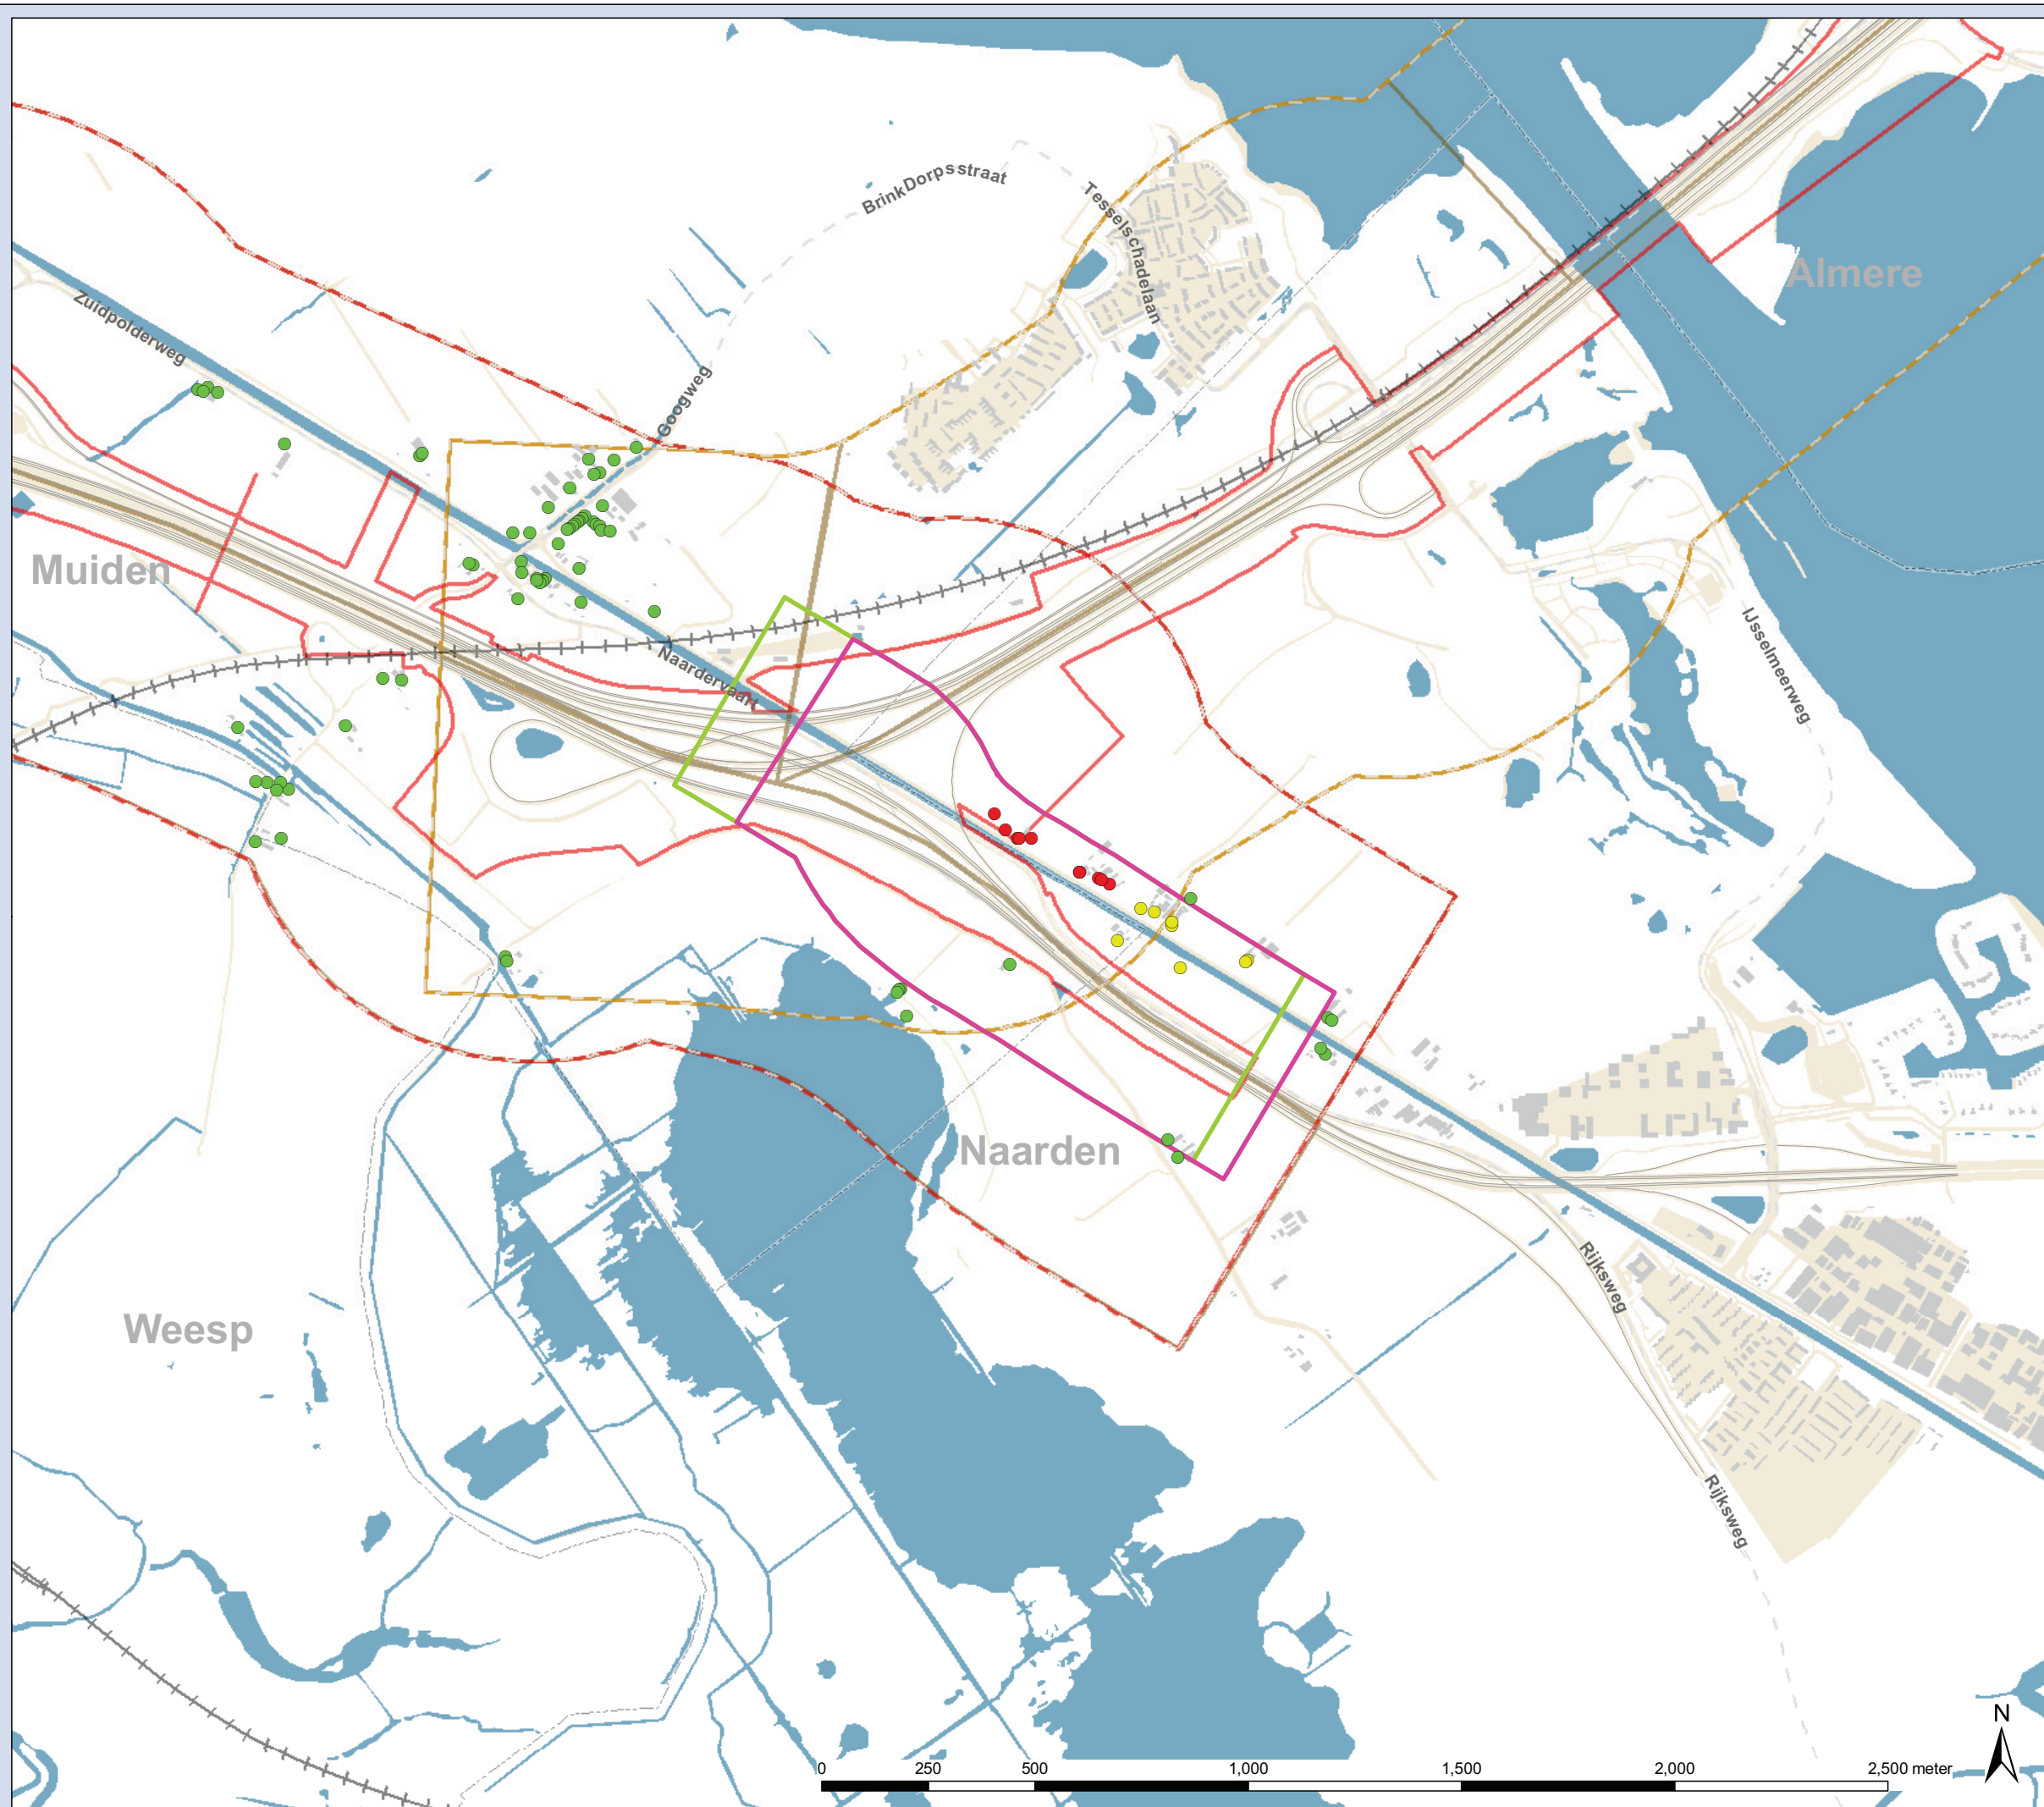 BrinkDorpsstraat
Tesselschadelaan
Almere
Zuidpolderweg
Googweg
Muiden
IJsselmeerweg
Naardervaart
Naarden
Rijksweg
Weesp
Rijksweg
N
0 250 500 1,000 1,500 2,000 2,500 meter